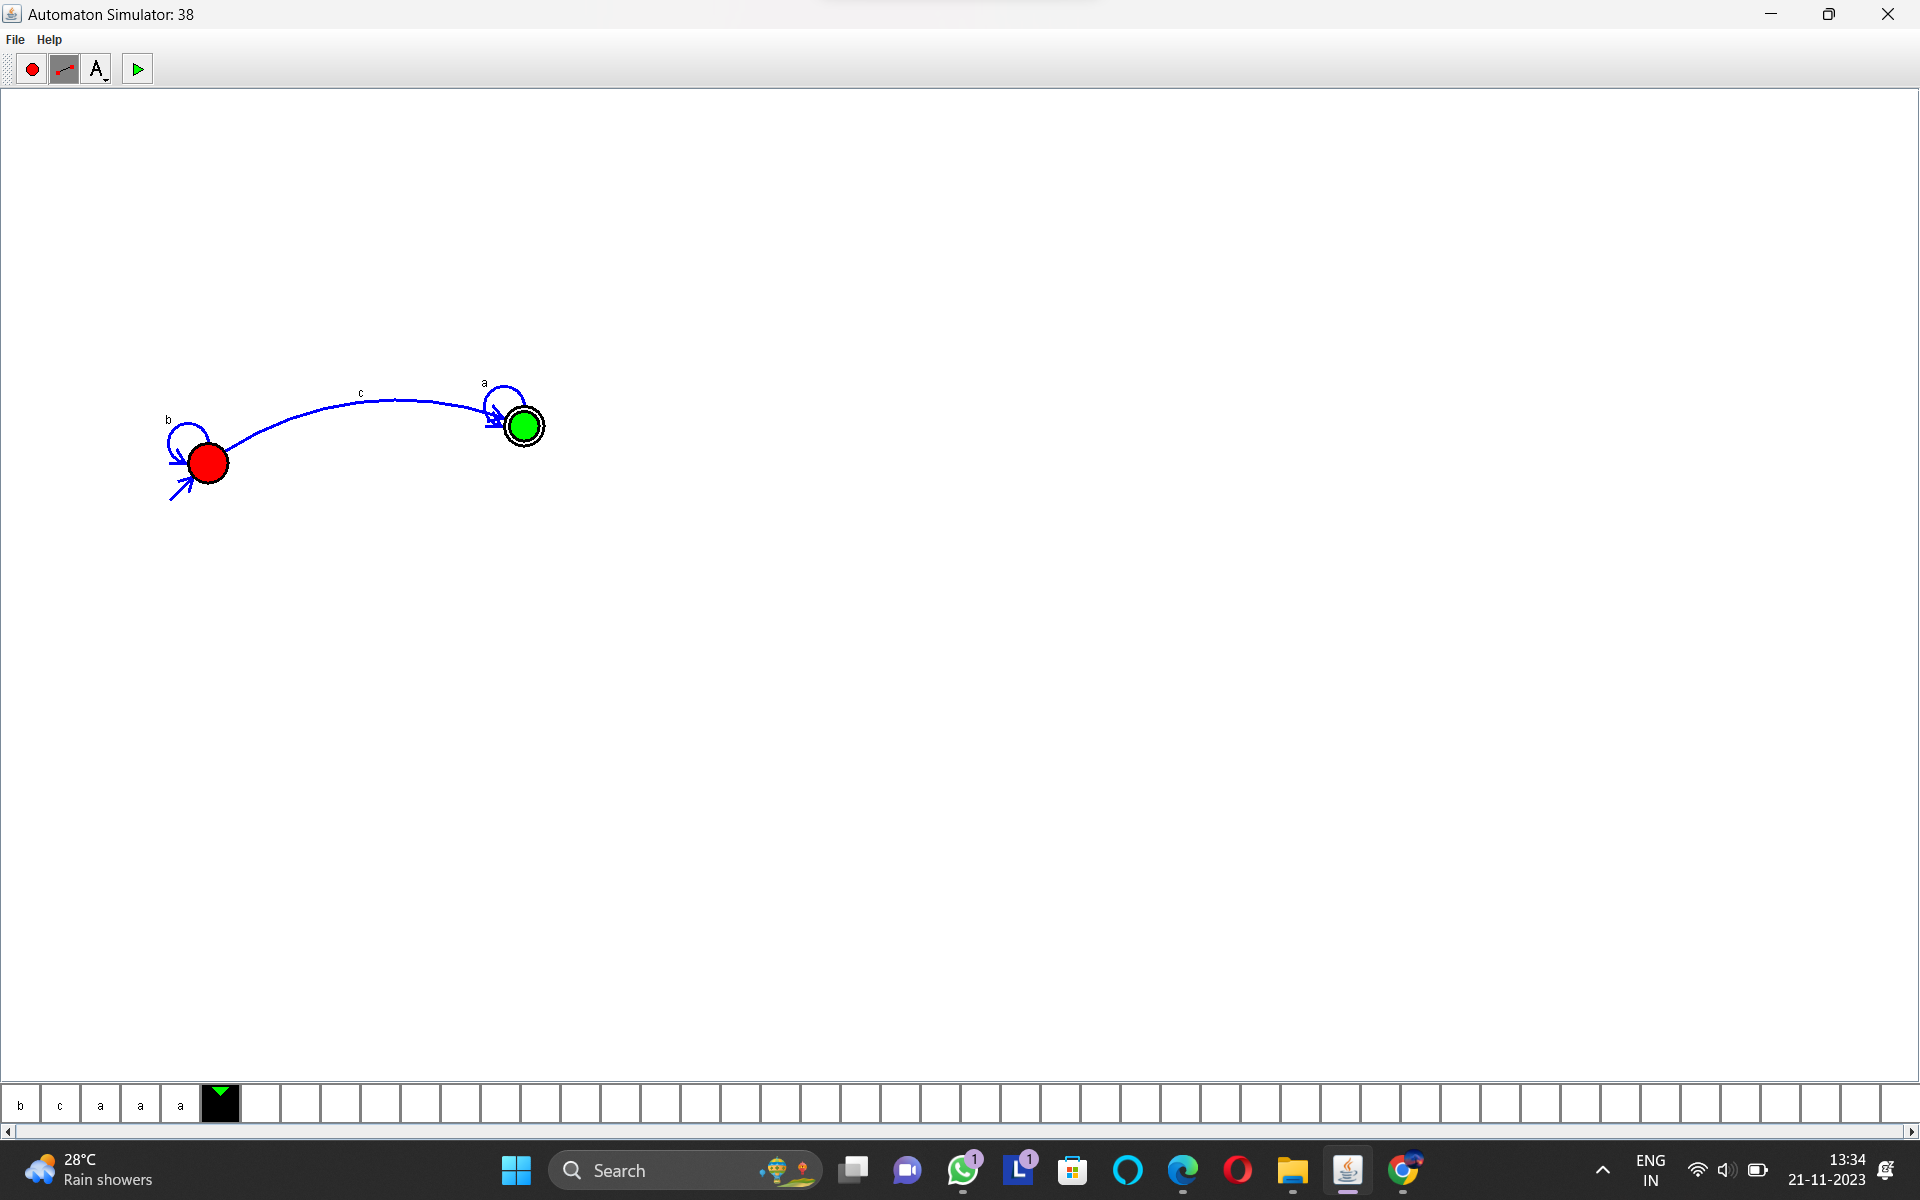 Automaton Simulator: 38
File Help
A
c
a
b
b c a a a
28°C
Rain showers
Search
1
L 1
ENG
IN
13:34
21-11-2023